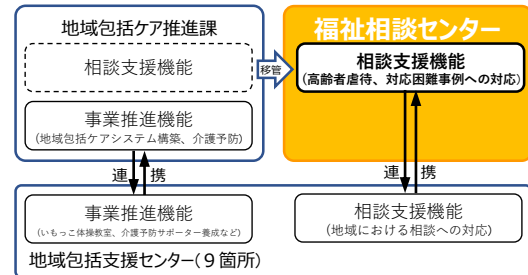 地域包括ケア推進課
相談支援機能
事業推進機能
(地域包括ケアシステム構築、介護予防)
移管
福祉相談センター
相談支援機能
(高齢者虐待、対応困難事例への対応)
連 携
連 携
事業推進機能
(いもっこ体操教室、介護予防サポーター養成など)
相談支援機能
(地域における相談への対応)
地域包括支援センター(9箇所)